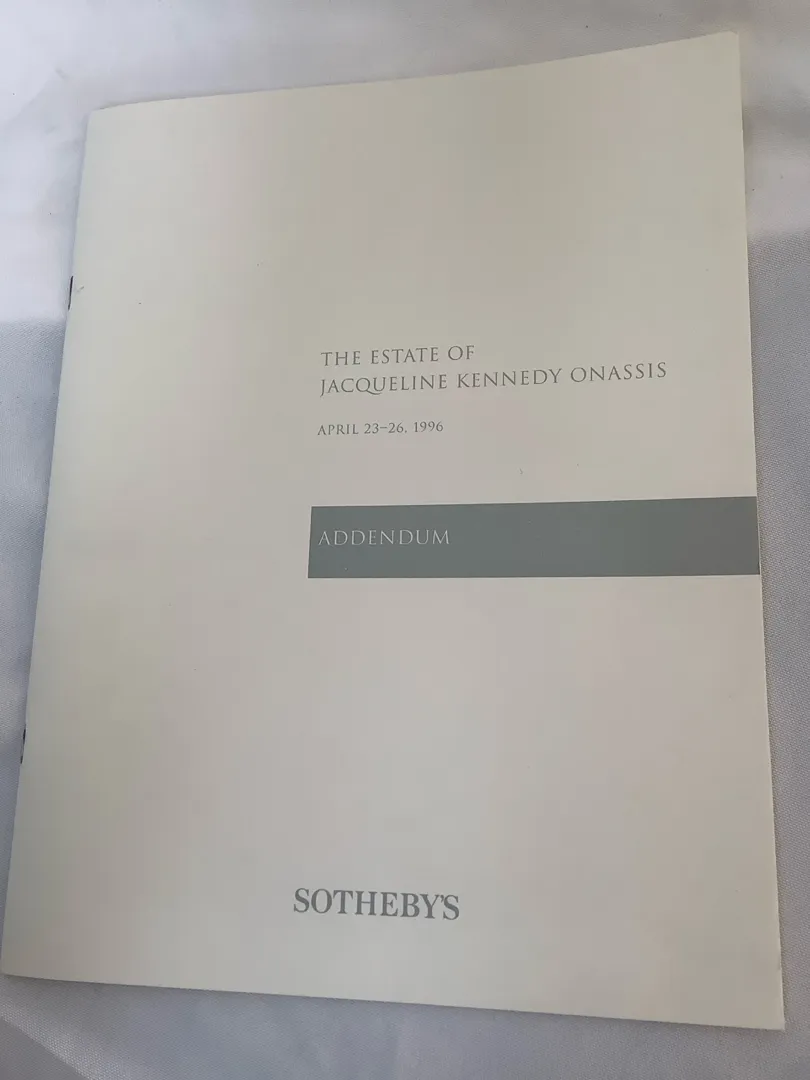 THE ESTATE OF
JACQUELINE KENNEDY ONASSIS
APRIL 23–26, 1996
ADDENDUM
SOTHEBY'S